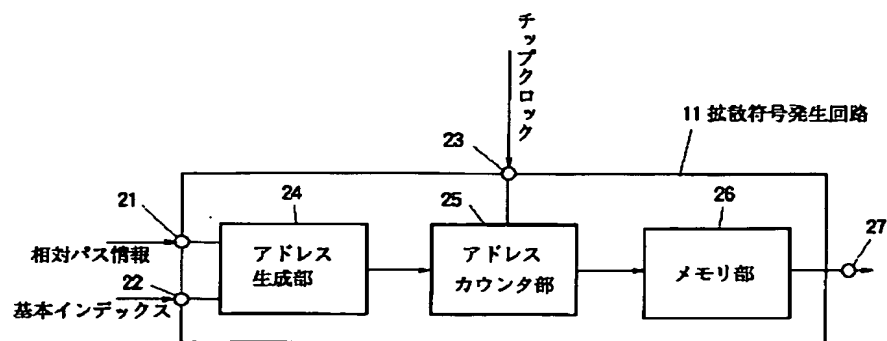 チップクロック
23
11 拡散符号発生回路
21
24
25
26
27
相対パス情報
22
基本インデックス
アドレス
生成部
アドレス
カウンタ部
メモリ部